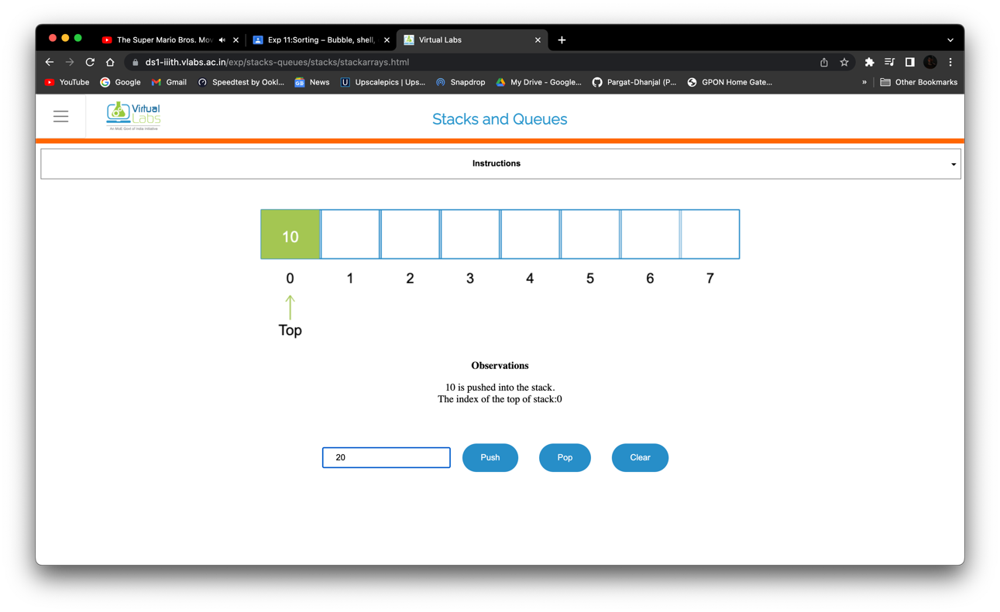 The Super Mario Bros. Mov
Exp 11:Sorting – Bubble, shell,
Virtual Labs
ds1-iiith.vlabs.ac.in/exp/stacks-queues/stacks/stackarrays.html
YouTube Google Gmail Speedtest by Ookl... News Upscalepics | Ups... Snapdrop My Drive - Google... Pargat-Dhanjal (P... GPON Home Gate... » Other Bookmarks
Virtual
Labs
An MoE Govt of India Initiative
Stacks and Queues
Instructions
10
0 1 2 3 4 5 6 7
Top
Observations
10 is pushed into the stack.
The index of the top of stack:0
20 Push Pop Clear